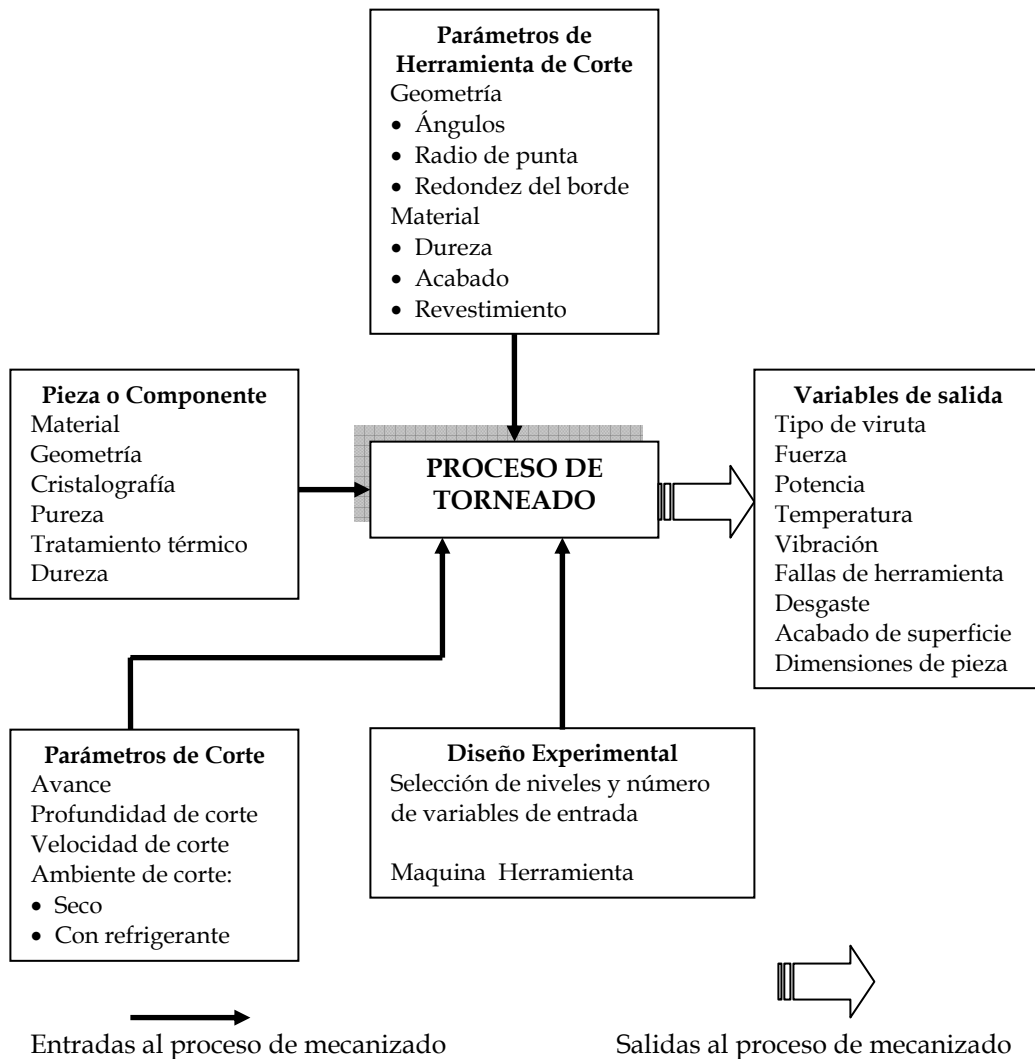 Parámetros de
Herramienta de Corte
Geometría
• Ángulos
• Radio de punta
• Redondez del borde
Material
• Dureza
• Acabado
• Revestimiento
Pieza o Componente
Material
Geometría
Cristalografía
Pureza
Tratamiento térmico
Dureza
PROCESO DE
TORNEADO
Variables de salida
Tipo de viruta
Fuerza
Potencia
Temperatura
Vibración
Fallas de herramienta
Desgaste
Acabado de superficie
Dimensiones de pieza
Parámetros de Corte
Avance
Profundidad de corte
Velocidad de corte
Ambiente de corte:
• Seco
• Con refrigerante
Diseño Experimental
Selección de niveles y número
de variables de entrada
Maquina Herramienta
Entradas al proceso de mecanizado
Salidas al proceso de mecanizado